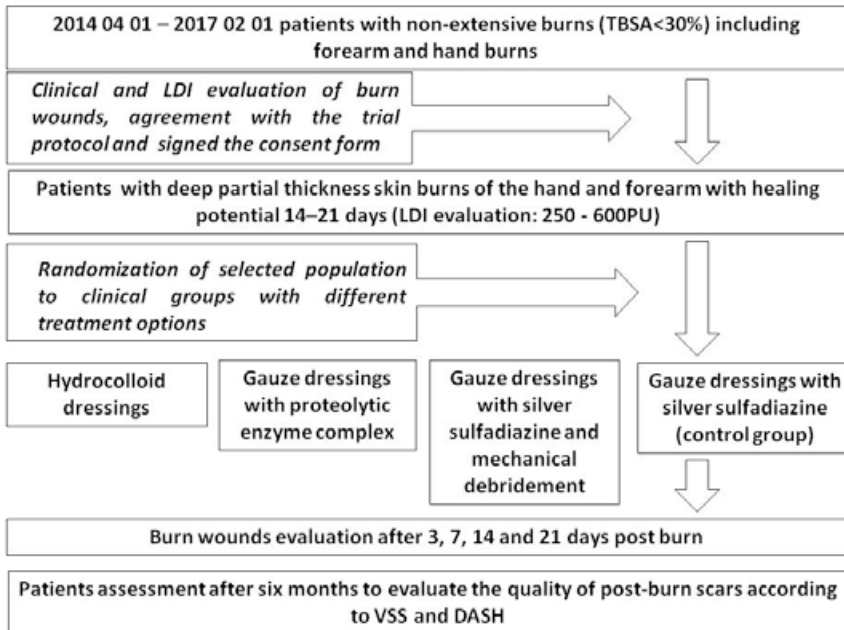 2014 04 01 – 2017 02 01 patients with non-extensive burns (TBSA<30%) including
forearm and hand burns
Clinical and LDI evaluation of burn
wounds, agreement with the trial
protocol and signed the consent form
Patients with deep partial thickness skin burns of the hand and forearm with healing
potential 14–21 days (LDI evaluation: 250 - 600PU)
Randomization of selected population
to clinical groups with different
treatment options
Hydrocolloid
dressings
Gauze dressings
with proteolytic
enzyme complex
Gauze dressings
with silver
sulfadiazine and
mechanical
debridement
Gauze dressings with
silver sulfadiazine
(control group)
Burn wounds evaluation after 3, 7, 14 and 21 days post burn
Patients assessment after six months to evaluate the quality of post-burn scars according
to VSS and DASH